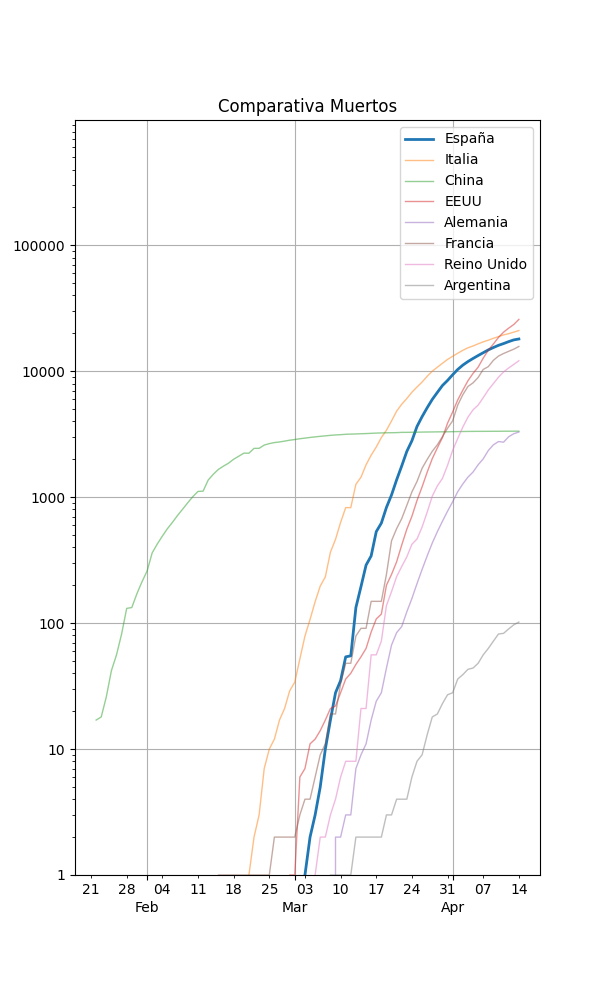 Comparativa Muertos
España
Italia
China
EEUU
Alemania
Francia
Reino Unido
Argentina
100000
10000
1000
100
10
1
21 28 04 11 18 25 03 10 17 24 31 07 14
Feb Mar Apr